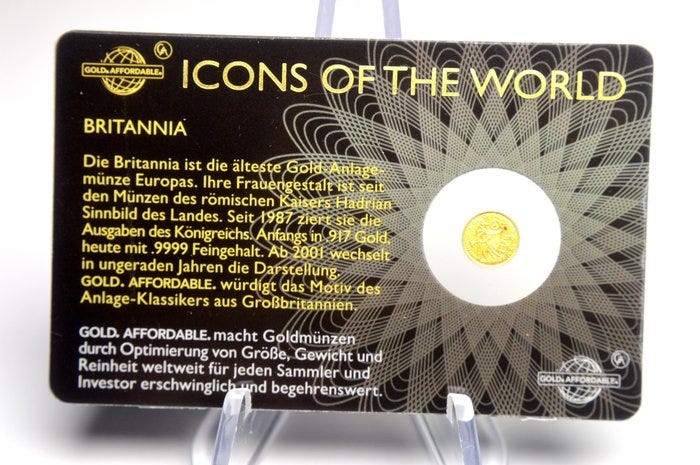 GOLD. AFFORDABLE.
ICONS OF THE WORLD
BRITANNIA
Die Britannia ist die älteste Gold-Anlage-
münze Europas. Ihre Frauengestalt ist seit
den Münzen des römischen Kaisers Hadrian
Sinnbild des Landes. Seit 1987 ziert sie die
Ausgaben des Königreichs. Anfangs in .917 Gold,
heute mit .9999 Feingehalt. Ab 2001 wechselt
in ungeraden Jahren die Darstellung.
GOLD. AFFORDABLE. würdigt das Motiv des
Anlage-Klassikers aus Großbritannien.
GOLD. AFFORDABLE. macht Goldmünzen
durch Optimierung von Größe, Gewicht und
Reinheit weltweit für jeden Sammler und
Investor erschwinglich und begehrenswert.
GOLD. AFFORDABLE.